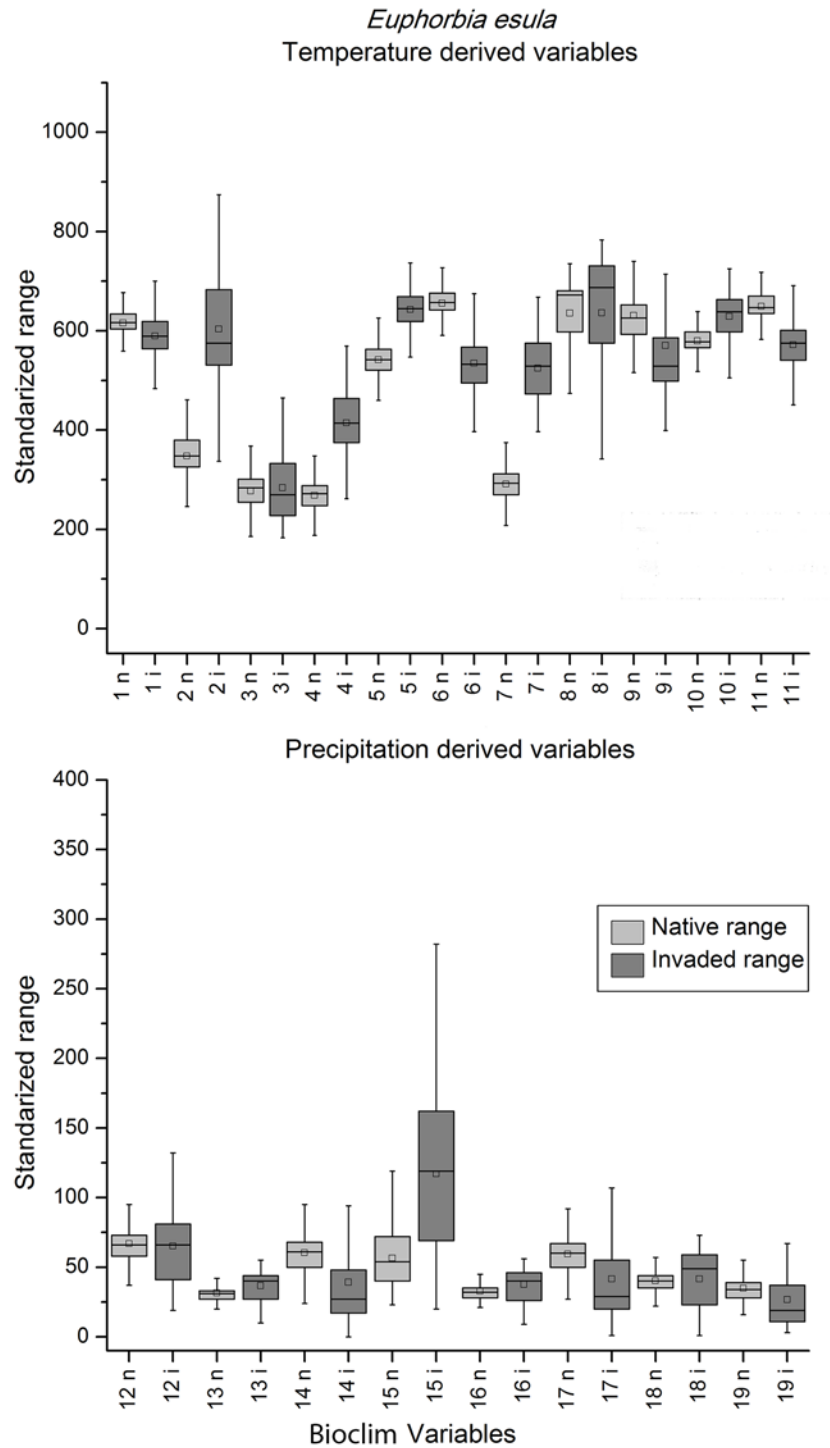 Euphorbia esula
Temperature derived variables
1000
800
600
400
200
0
Standarized range
1 n 1 i 2 n 2 i 3 n 3 i 4 n 4 i 5 n 5 i 6 n 6 i 7 n 7 i 8 n 8 i 9 n 9 i 10 n 10 i 11 n 11 i
Precipitation derived variables
400
350
300
250
200
150
100
50
0
Standarized range
Native range
Invaded range
12 n 12 i 13 n 13 i 14 n 14 i 15 n 15 i 16 n 16 i 17 n 17 i 18 n 18 i 19 n 19 i
Bioclim Variables